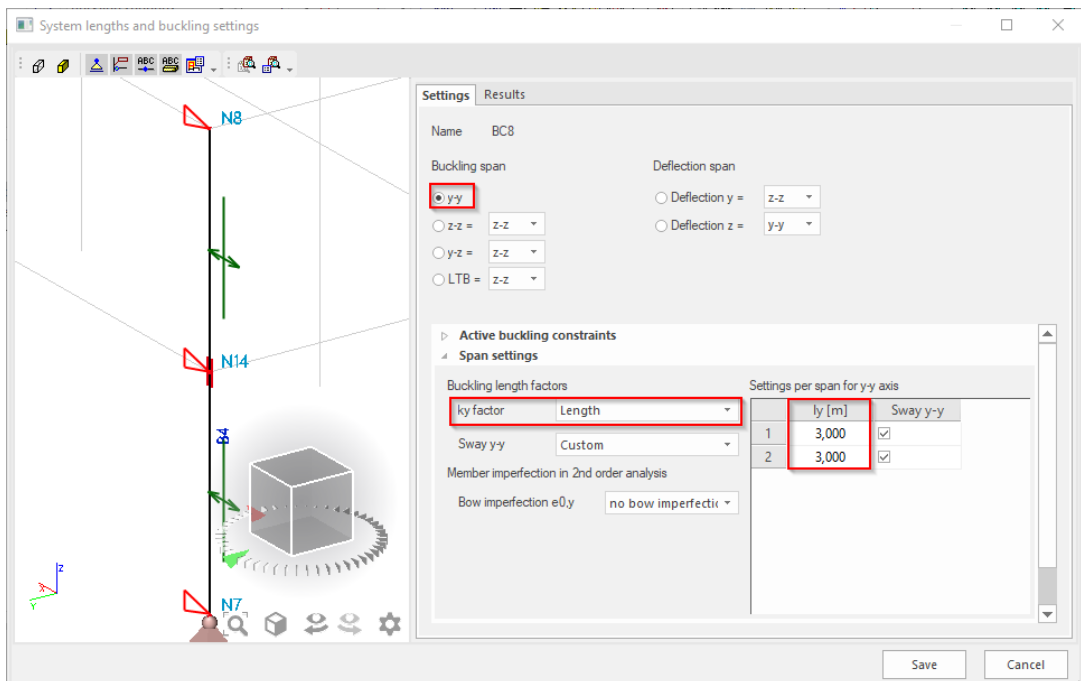 System lengths and buckling settings
ABC ABC
N8
N14
N7
z
x
Y
Settings Results
Name BC8
Buckling span Deflection span
y-y Deflection y = z-z
z-z = z-z Deflection z = y-y
y-z = z-z
LTB = z-z
Active buckling constraints
Span settings
Buckling length factors Settings per span for y-y axis
ky factor Length ly [m] Sway y-y
Sway y-y Custom 1 3,000
2 3,000
Member imperfection in 2nd order analysis
Bow imperfection e0,y no bow imperfectic
Save Cancel